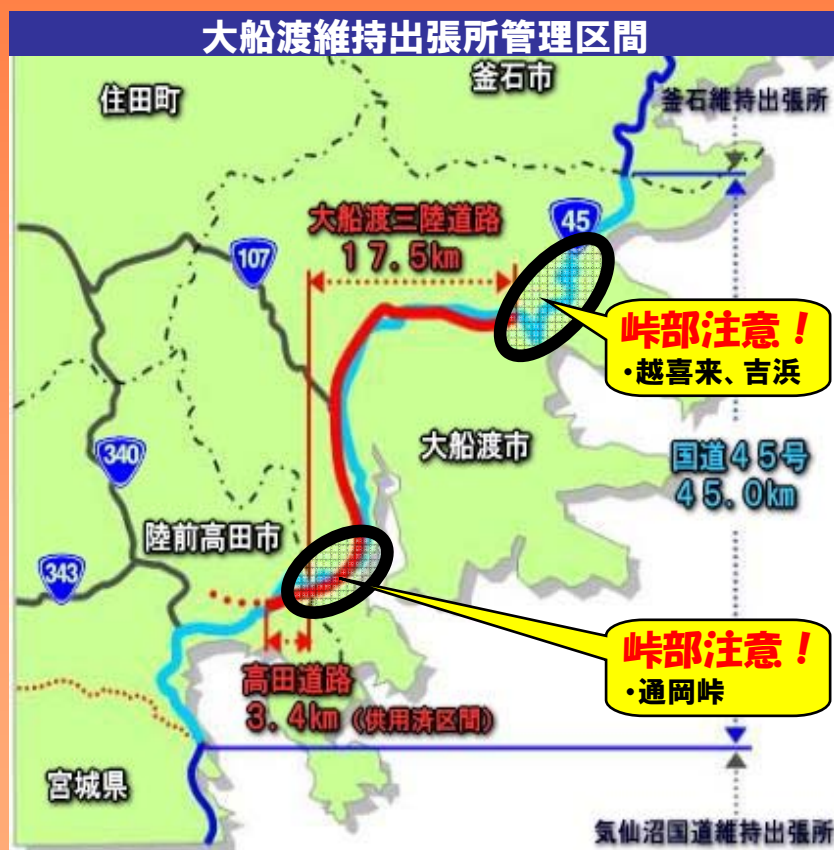 大船渡維持出張所管理区間
釜石市
住田町
釜石維持出張所
大船渡三陸道路
17.5km
45
107
峠部注意!
・越喜来、吉浜
大船渡市
国道45号
45.0km
340
陸前高田市
343
峠部注意!
・通岡峠
高田道路
3.4km(供用済区間)
宮城県
気仙沼国道維持出張所